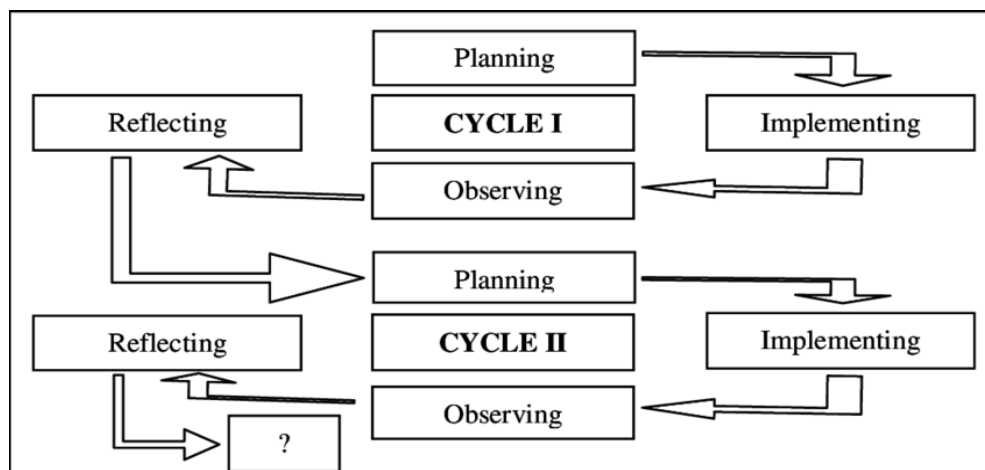 Planning
Reflecting
CYCLE I
Implementing
Observing
Planning
Reflecting
CYCLE II
Implementing
Observing
?